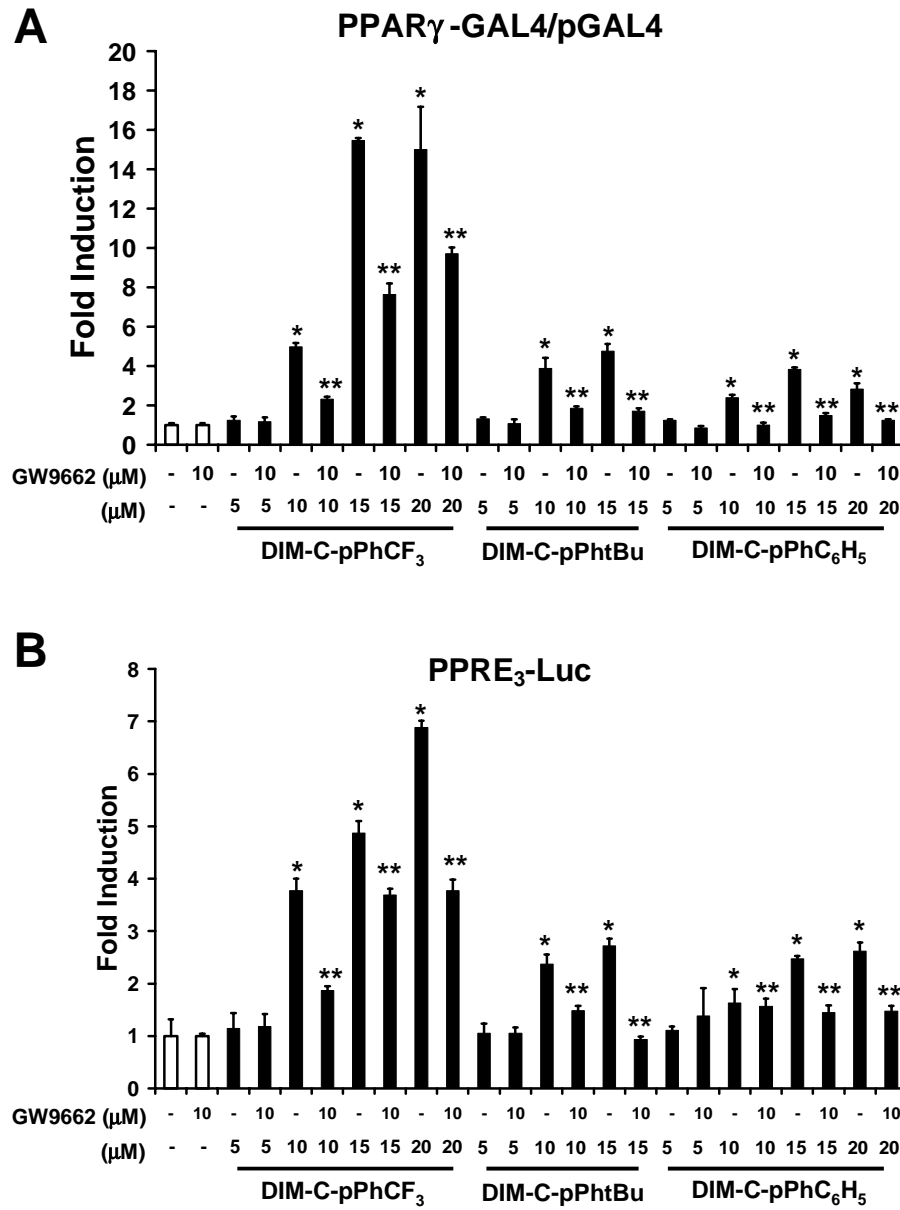 A
PPARγ-GAL4/pGAL4
Fold Induction
20
18
16
14
12
10
8
6
4
2
0
* ** * ** * ** * ** * ** * ** * ** * **
GW9662 (μM) - 10 - 10 - 10 - 10 - 10 - 10 - 10 - 10 - 10 - 10 - 10 - 10
(μM) - - 5 5 10 10 15 15 20 20 5 5 10 10 15 15 5 5 10 10 15 15 20 20
DIM-C-pPhCF₃ DIM-C-pPhtBu DIM-C-pPhC₆H₅
B
PPRE₃-Luc
Fold Induction
8
7
6
5
4
3
2
1
0
* ** * ** * ** * ** * ** * ** * ** * **
GW9662 (μM) - 10 - 10 - 10 - 10 - 10 - 10 - 10 - 10 - 10 - 10 - 10 - 10
(μM) - - 5 5 10 10 15 15 20 20 5 5 10 10 15 15 5 5 10 10 15 15 20 20
DIM-C-pPhCF₃ DIM-C-pPhtBu DIM-C-pPhC₆H₅